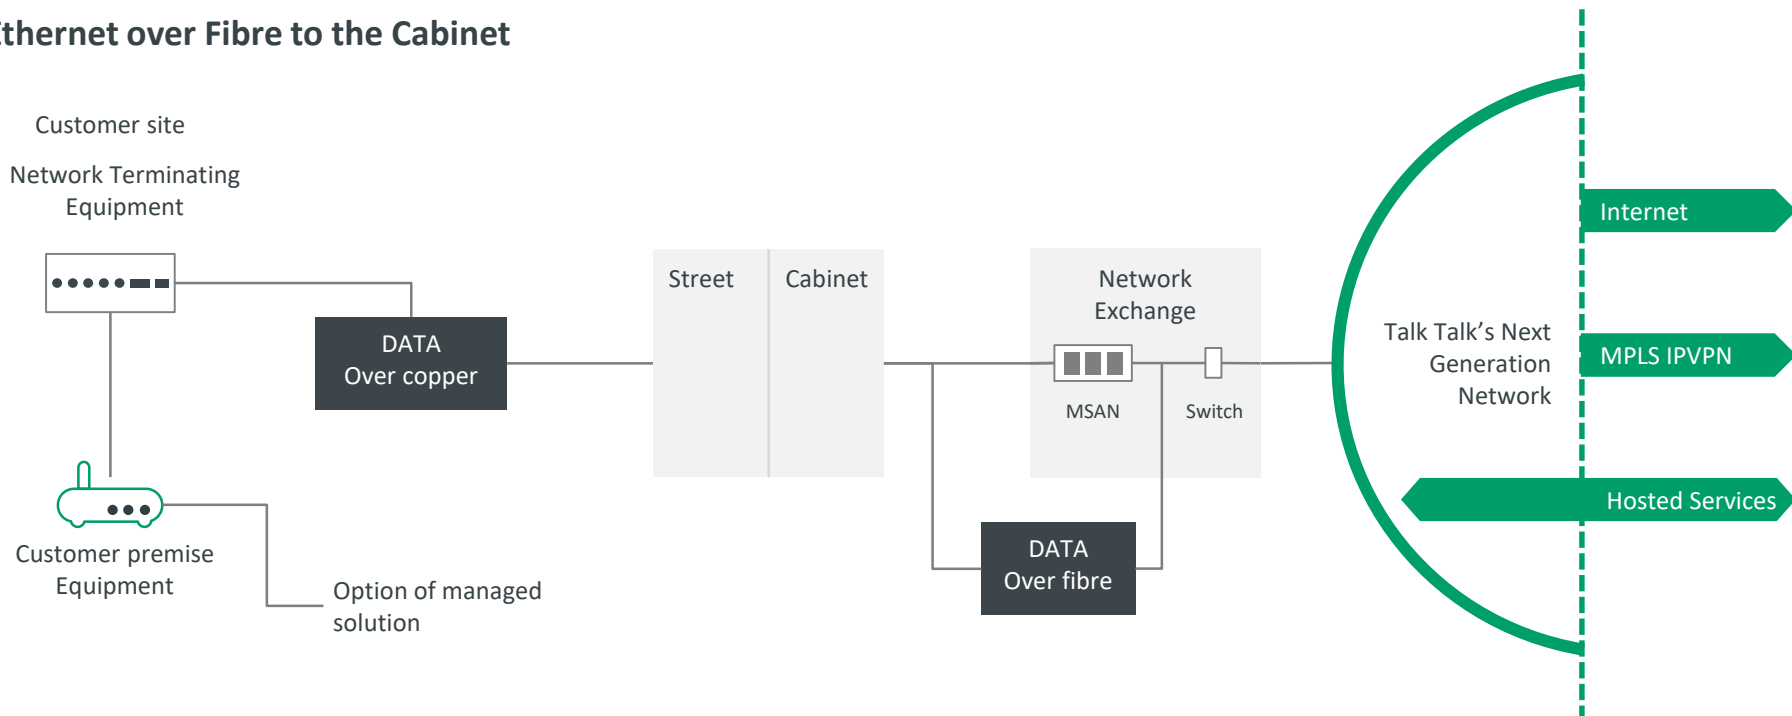 Ethernet over Fibre to the Cabinet
Customer site
Network Terminating
Equipment
DATA
Over copper
Street
Cabinet
Network
Exchange
MSAN
Switch
DATA
Over fibre
Customer premise
Equipment
Option of managed
solution
Talk Talk’s Next
Generation
Network
Internet
MPLS IPVPN
Hosted Services